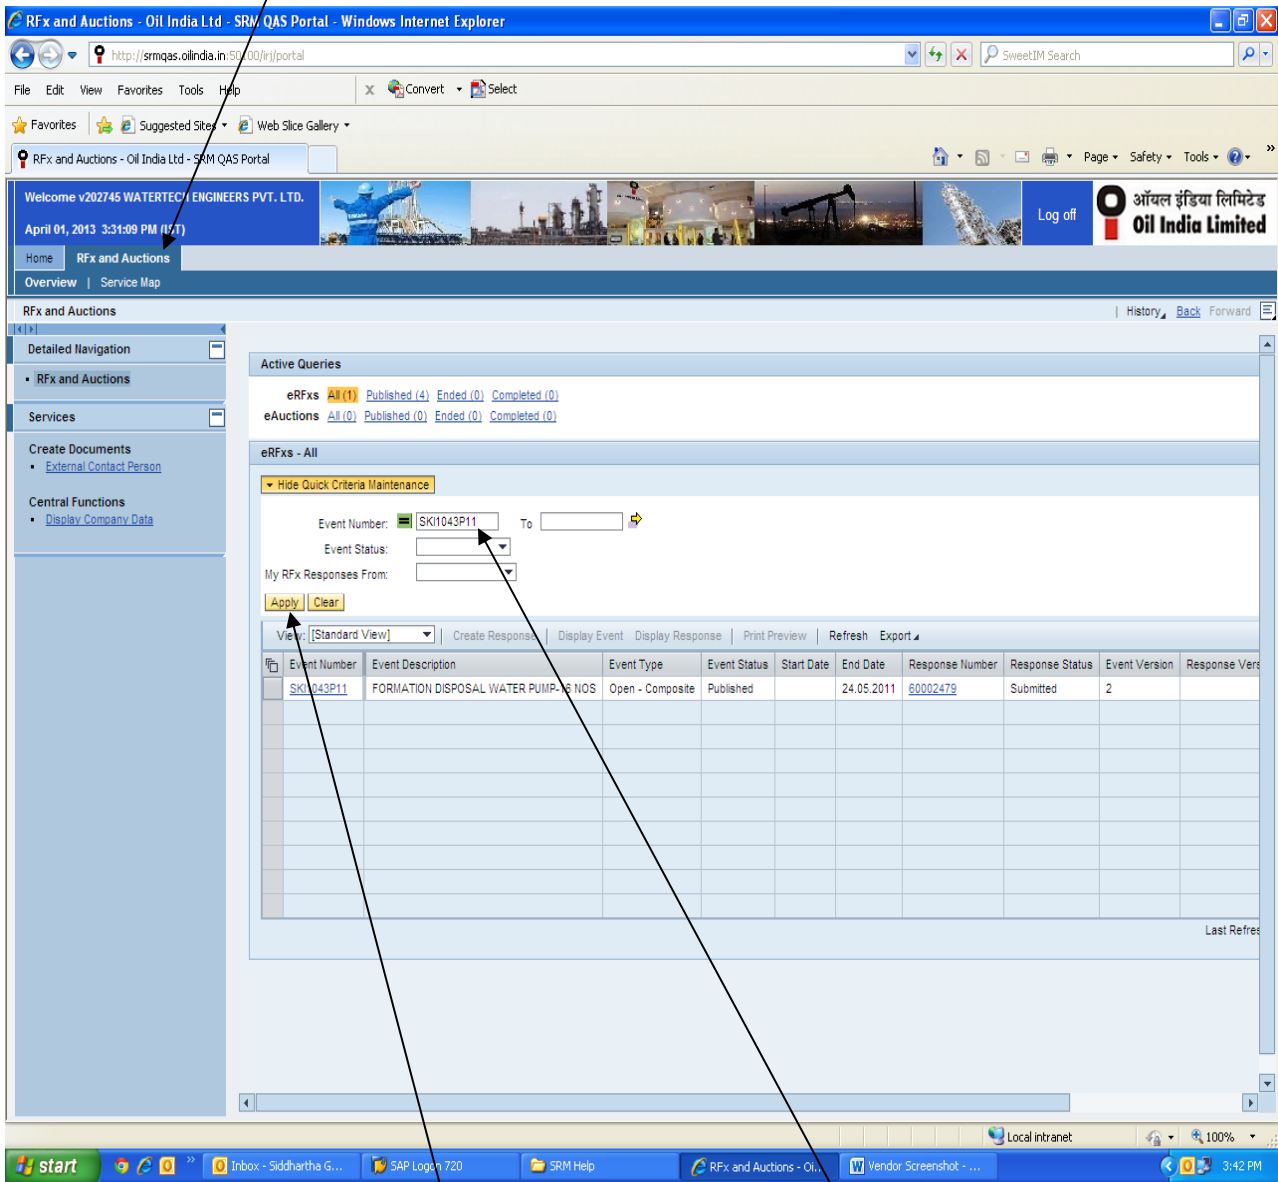 RFx and Auctions - Oil India Ltd - SRM QAS Portal - Windows Internet Explorer
http://srmqas.oilindia.in:50100/irj/portal
SweetIM Search
File Edit View Favorites Tools Help
x Convert Select
Favorites Suggested Sites Web Slice Gallery
RFx and Auctions - Oil India Ltd - SRM QAS Portal
Page Safety Tools »
Welcome v202745 WATERTECH ENGINEERS PVT. LTD.
April 01, 2013 3:31:09 PM (IST)
Log off
ऑयल इंडिया लिमिटेड
Oil India Limited
Home RFx and Auctions
Overview | Service Map
RFx and Auctions
| History Back Forward
Detailed Navigation
RFx and Auctions
Services
Create Documents
External Contact Person
Central Functions
Display Company Data
Active Queries
eRFxs All (1) Published (4) Ended (0) Completed (0)
eAuctions All (0) Published (0) Ended (0) Completed (0)
eRFxs - All
Hide Quick Criteria Maintenance
Event Number: SKI1043P11 To
Event Status:
My RFx Responses From:
Apply Clear
View: [Standard View] | Create Response | Display Event Display Response | Print Preview | Refresh Export
Event Number Event Description Event Type Event Status Start Date End Date Response Number Response Status Event Version Response Vers
SKI1043P11 FORMATION DISPOSAL WATER PUMP-16 NOS Open - Composite Published 24.05.2011 60002479 Submitted 2
Last Refres
Local intranet 100%
start » Inbox - Siddhartha G... SAP Logon 720 SRM Help RFx and Auctions - Oi... Vendor Screenshot - ... 3:42 PM